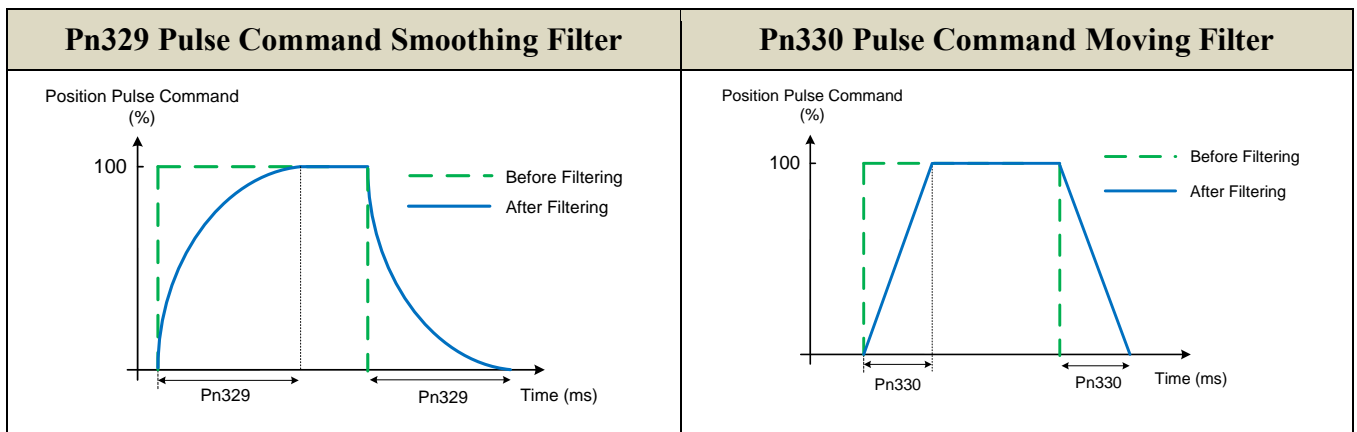 Pn329 Pulse Command Smoothing Filter
Position Pulse Command
(%)
100
Before Filtering
After Filtering
Pn329
Pn329
Time (ms)
Pn330 Pulse Command Moving Filter
Position Pulse Command
(%)
100
Before Filtering
After Filtering
Pn330
Pn330
Time (ms)